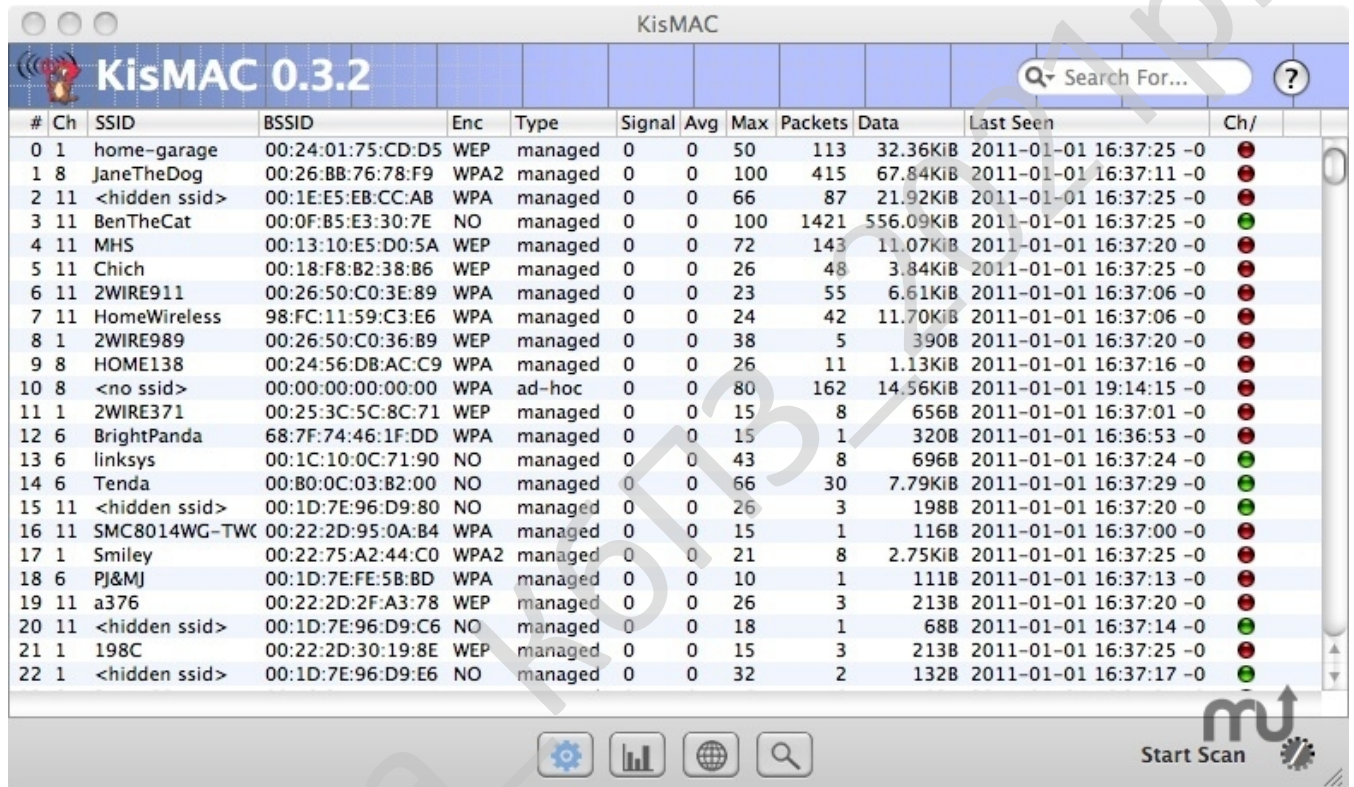 KisMAC
KisMAC 0.3.2
Search For...
?
# Ch SSID BSSID Enc Type Signal Avg Max Packets Data Last Seen Ch/
0 1 home-garage 00:24:01:75:CD:D5 WEP managed 0 0 50 113 32.36KiB 2011-01-01 16:37:25 -0
1 8 JaneTheDog 00:26:BB:76:78:F9 WPA2 managed 0 0 100 415 67.84KiB 2011-01-01 16:37:11 -0
2 11 <hidden ssid> 00:1E:E5:EB:CC:AB WPA managed 0 0 66 87 21.92KiB 2011-01-01 16:37:25 -0
3 11 BenTheCat 00:0F:B5:E3:30:7E NO managed 0 0 100 1421 556.09KiB 2011-01-01 16:37:25 -0
4 11 MHS 00:13:10:E5:D0:5A WEP managed 0 0 72 143 11.07KiB 2011-01-01 16:37:20 -0
5 11 Chich 00:18:F8:B2:38:B6 WEP managed 0 0 26 48 3.84KiB 2011-01-01 16:37:25 -0
6 11 2WIRE911 00:26:50:C0:3E:89 WPA managed 0 0 23 55 6.61KiB 2011-01-01 16:37:06 -0
7 11 HomeWireless 98:FC:11:59:C3:E6 WPA managed 0 0 24 42 11.70KiB 2011-01-01 16:37:06 -0
8 1 2WIRE989 00:26:50:C0:36:B9 WEP managed 0 0 38 5 390B 2011-01-01 16:37:20 -0
9 8 HOME138 00:24:56:DB:AC:C9 WPA managed 0 0 26 11 1.13KiB 2011-01-01 16:37:16 -0
10 8 <no ssid> 00:00:00:00:00:00 WPA ad-hoc 0 0 80 162 14.56KiB 2011-01-01 19:14:15 -0
11 1 2WIRE371 00:25:3C:5C:8C:71 WEP managed 0 0 15 8 656B 2011-01-01 16:37:01 -0
12 6 BrightPanda 68:7F:74:46:1F:DD WPA managed 0 0 15 1 320B 2011-01-01 16:36:53 -0
13 6 linksys 00:1C:10:0C:71:90 NO managed 0 0 43 8 696B 2011-01-01 16:37:24 -0
14 6 Tenda 00:B0:0C:03:B2:00 NO managed 0 0 66 30 7.79KiB 2011-01-01 16:37:29 -0
15 11 <hidden ssid> 00:1D:7E:96:D9:80 NO managed 0 0 26 3 198B 2011-01-01 16:37:20 -0
16 11 SMC8014WG-TW( 00:22:2D:95:0A:B4 WPA managed 0 0 15 1 116B 2011-01-01 16:37:00 -0
17 1 Smiley 00:22:75:A2:44:C0 WPA2 managed 0 0 21 8 2.75KiB 2011-01-01 16:37:25 -0
18 6 PJ&MJ 00:1D:7E:FE:5B:BD WPA managed 0 0 10 1 111B 2011-01-01 16:37:13 -0
19 11 a376 00:22:2D:2F:A3:78 WEP managed 0 0 26 3 213B 2011-01-01 16:37:20 -0
20 11 <hidden ssid> 00:1D:7E:96:D9:C6 NO managed 0 0 18 1 68B 2011-01-01 16:37:14 -0
21 1 198C 00:22:2D:30:19:8E WEP managed 0 0 15 3 213B 2011-01-01 16:37:25 -0
22 1 <hidden ssid> 00:1D:7E:96:D9:E6 NO managed 0 0 32 2 132B 2011-01-01 16:37:17 -0
mu
Start Scan